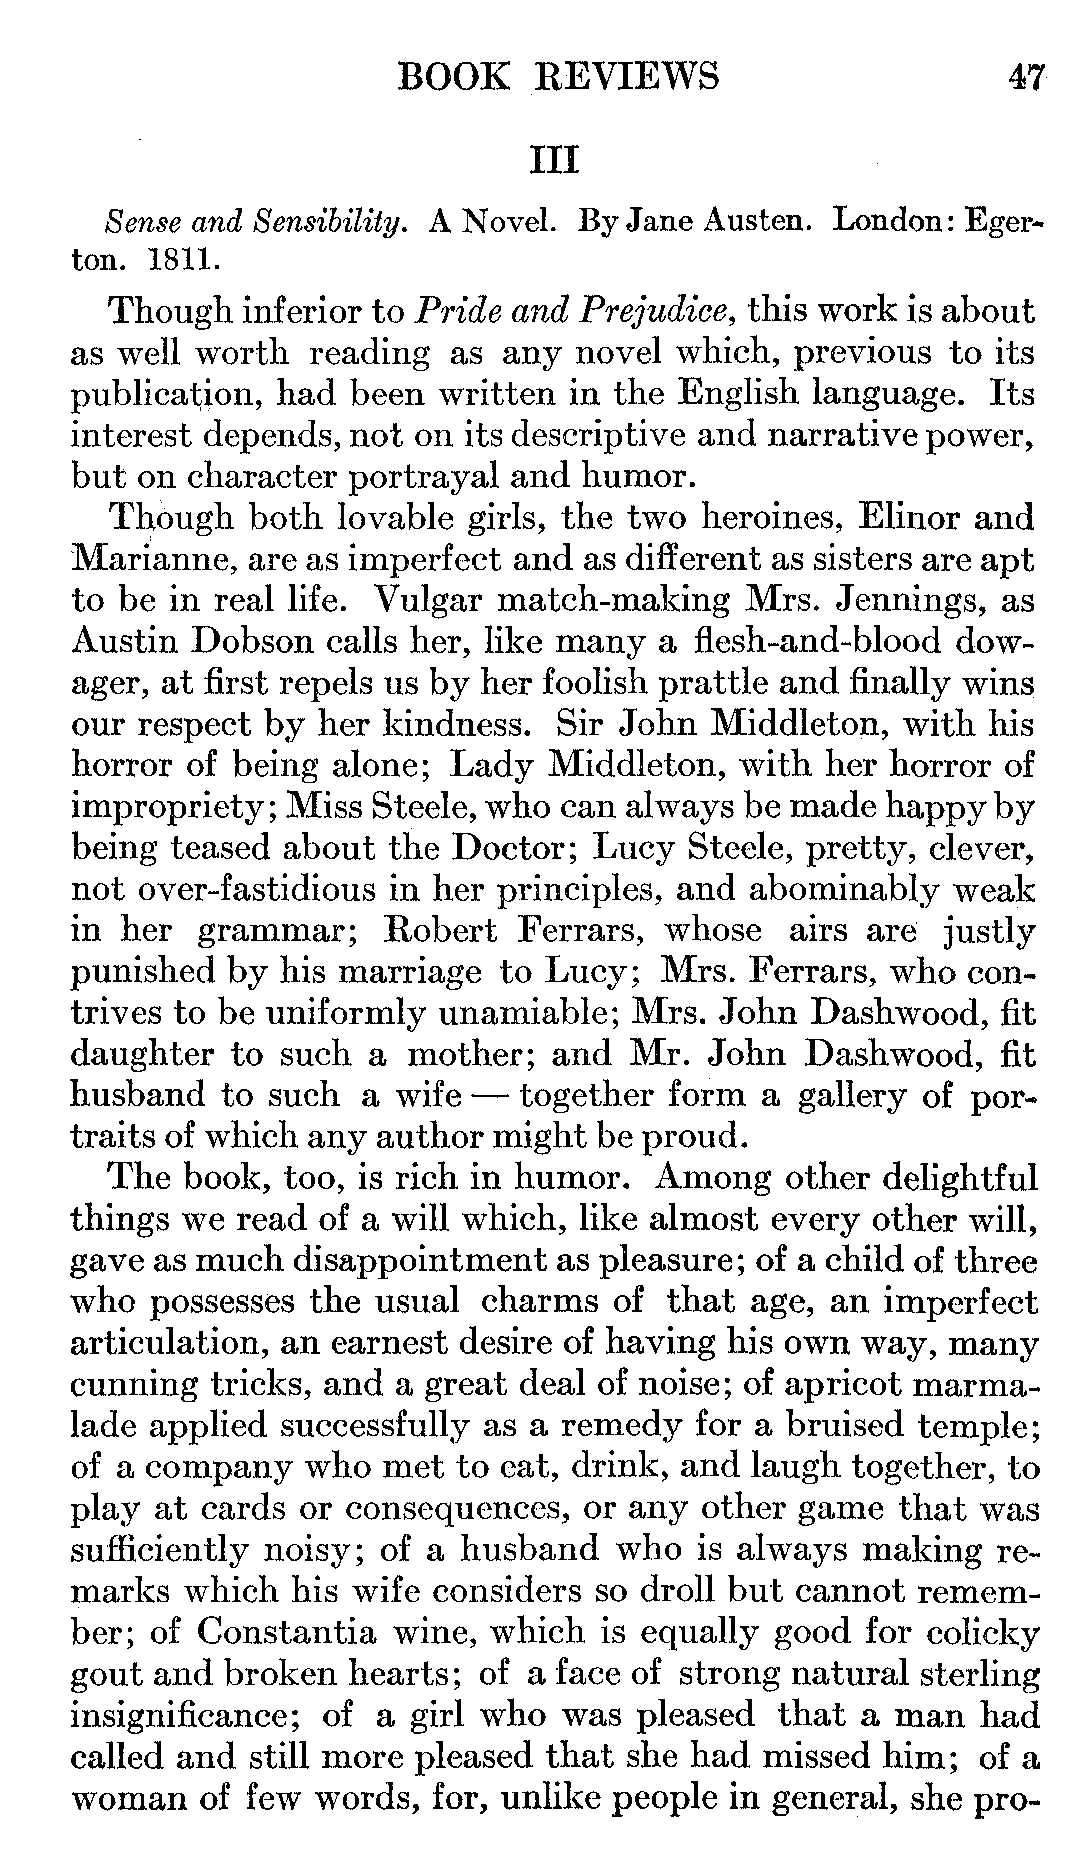 BOOK REVIEWS 47
III
Sense and Sensibility. A Novel. By Jane Austen. London: Eger-
ton. 1811.
Though inferior to Pride and Prejudice, this work is about
as well worth reading as any novel which, previous to its
publication, had been written in the English language. Its
interest depends, not on its descriptive and narrative power,
but on character portrayal and humor.
Though both lovable girls, the two heroines, Elinor and
Marianne, are as imperfect and as different as sisters are apt
to be in real life. Vulgar match-making Mrs. Jennings, as
Austin Dobson calls her, like many a flesh-and-blood dow-
ager, at first repels us by her foolish prattle and finally wins
our respect by her kindness. Sir John Middleton, with his
horror of being alone; Lady Middleton, with her horror of
impropriety; Miss Steele, who can always be made happy by
being teased about the Doctor; Lucy Steele, pretty, clever,
not over-fastidious in her principles, and abominably weak
in her grammar; Robert Ferrars, whose airs are justly
punished by his marriage to Lucy; Mrs. Ferrars, who con-
trives to be uniformly unamiable; Mrs. John Dashwood, fit
daughter to such a mother; and Mr. John Dashwood, fit
husband to such a wife — together form a gallery of por-
traits of which any author might be proud.
The book, too, is rich in humor. Among other delightful
things we read of a will which, like almost every other will,
gave as much disappointment as pleasure; of a child of three
who possesses the usual charms of that age, an imperfect
articulation, an earnest desire of having his own way, many
cunning tricks, and a great deal of noise; of apricot marma-
lade applied successfully as a remedy for a bruised temple;
of a company who met to eat, drink, and laugh together, to
play at cards or consequences, or any other game that was
sufficiently noisy; of a husband who is always making re-
marks which his wife considers so droll but cannot remem-
ber; of Constantia wine, which is equally good for colicky
gout and broken hearts; of a face of strong natural sterling
insignificance; of a girl who was pleased that a man had
called and still more pleased that she had missed him; of a
woman of few words, for, unlike people in general, she pro-